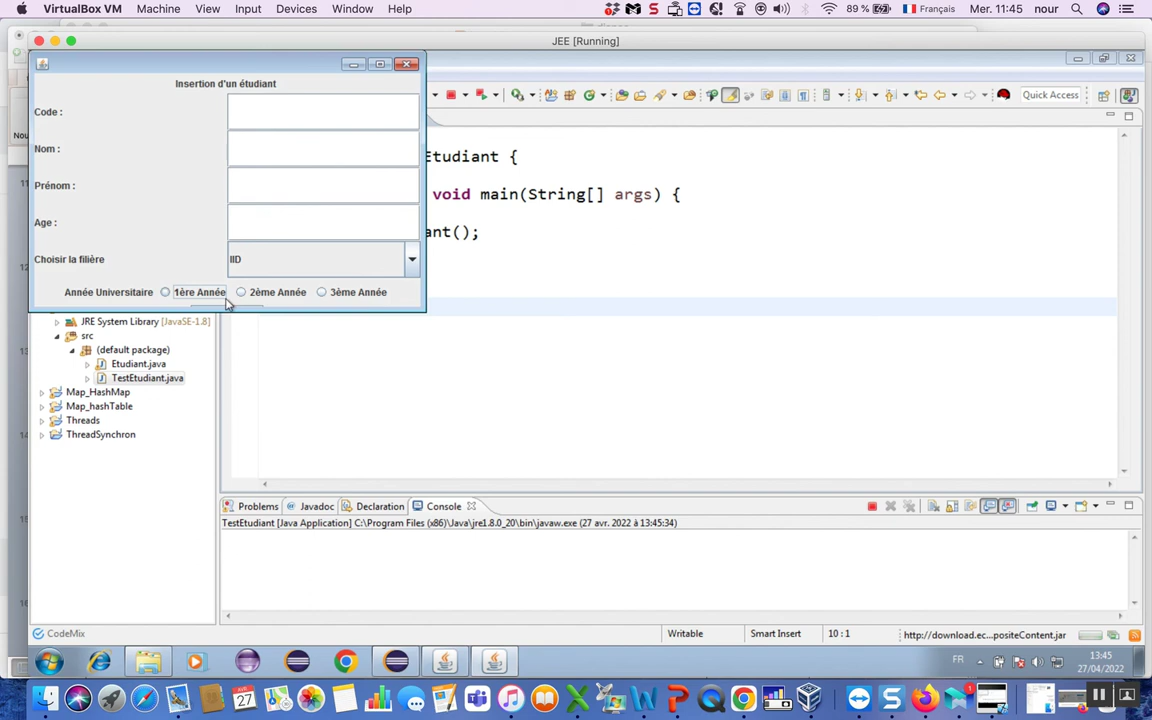 VirtualBox VM Machine View Input Devices Window Help 89 % Français Mer. 11:45 nour
JEE [Running]
Insertion d'un étudiant
Code :
Nom :
Prénom :
Age :
Choisir la filière IID
Année Universitaire 1ère Année 2ème Année 3ème Année
Quick Access
Etudiant {
void main(String[] args) {
ant();
Nou
JRE System Library [JavaSE-1.8]
src
(default package)
Etudiant.java
TestEtudiant.java
Map_HashMap
Map_hashTable
Threads
ThreadSynchron
Problems Javadoc Declaration Console
TestEtudiant [Java Application] C:\Program Files (x86)\Java\jre1.8.0_20\bin\javaw.exe (27 avr. 2022 à 13:45:34)
CodeMix Writable Smart Insert 10 : 1 http://download.ec...positeContent.jar
FR 13:45
27/04/2022